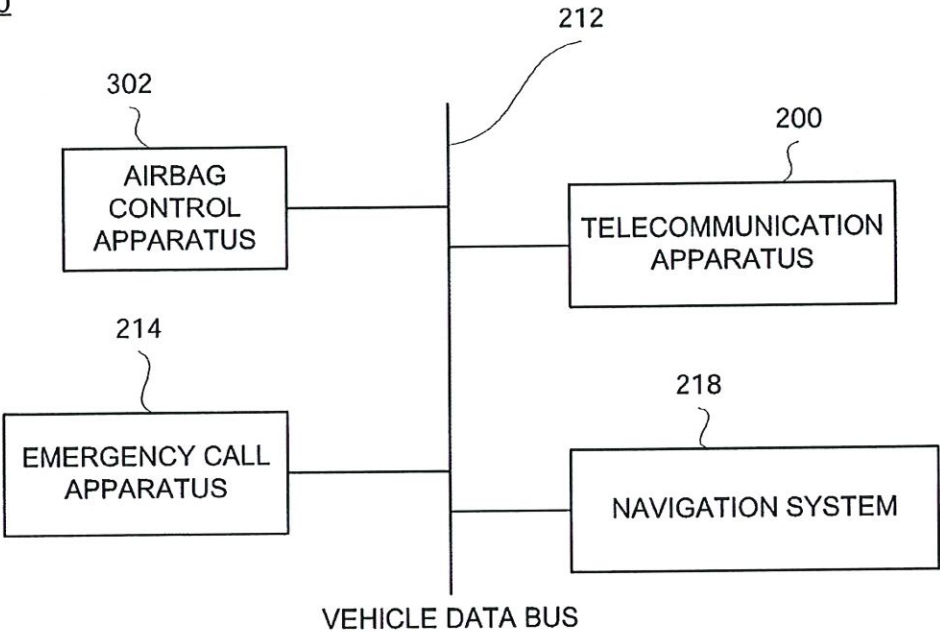 212
302
200
AIRBAG
CONTROL
APPARATUS
TELECOMMUNICATION
APPARATUS
214
218
EMERGENCY CALL
APPARATUS
NAVIGATION SYSTEM
VEHICLE DATA BUS